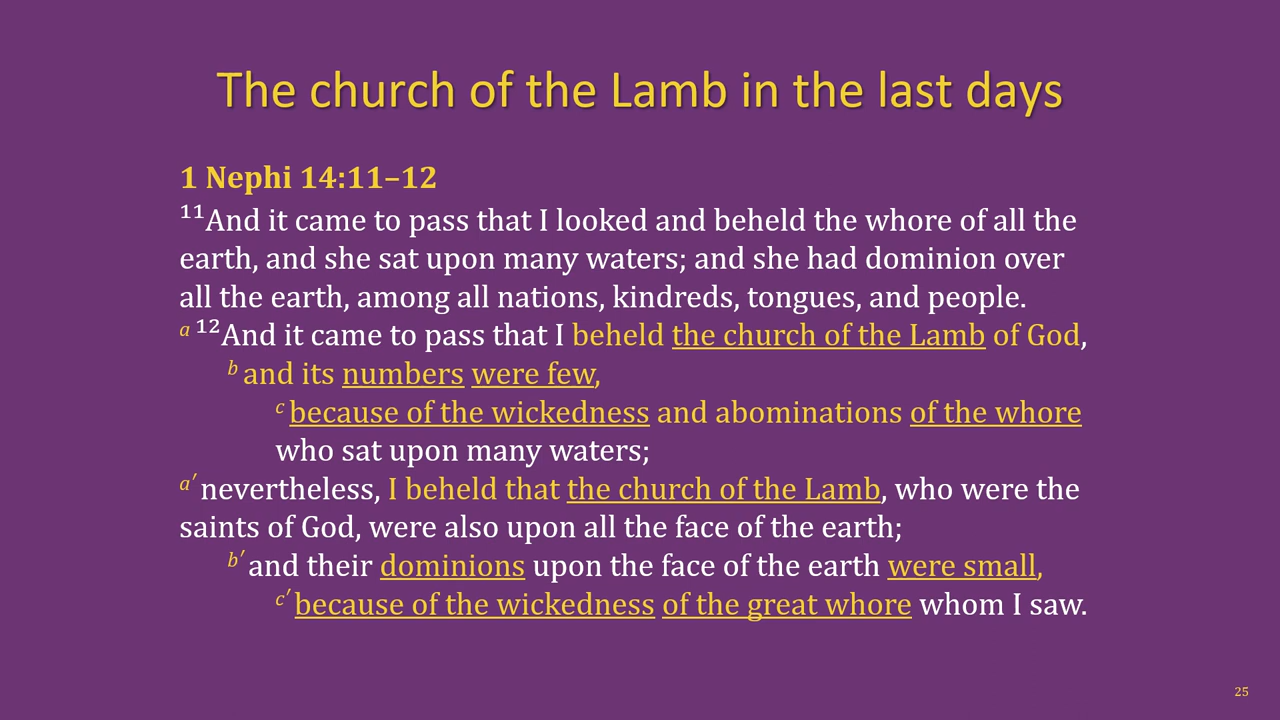 The church of the Lamb in the last days
1 Nephi 14:11–12
¹¹And it came to pass that I looked and beheld the whore of all the
earth, and she sat upon many waters; and she had dominion over
all the earth, among all nations, kindreds, tongues, and people.
a ¹²And it came to pass that I beheld the church of the Lamb of God,
b and its numbers were few,
c because of the wickedness and abominations of the whore
who sat upon many waters;
a′ nevertheless, I beheld that the church of the Lamb, who were the
saints of God, were also upon all the face of the earth;
b′ and their dominions upon the face of the earth were small,
c′ because of the wickedness of the great whore whom I saw.
25